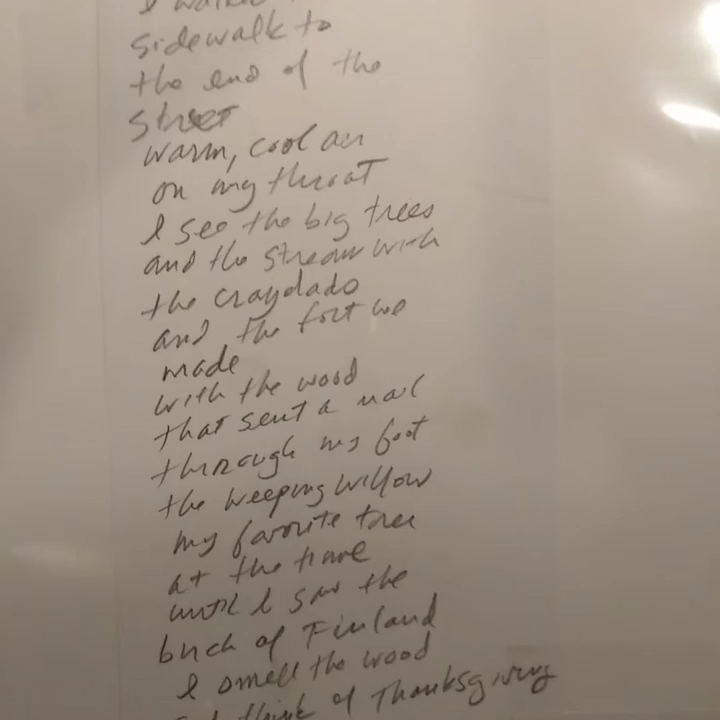 I walked
sidewalk to
the end of the
street
warm, cool air
on my throat
I see the big trees
and the stream with
the
and the fort we
made
with the wood
that sent a nail
through my foot
the weeping willow
my favorite tree
at the time
until I saw the
birch of Finland
I smell the wood
think of Thanksgiving